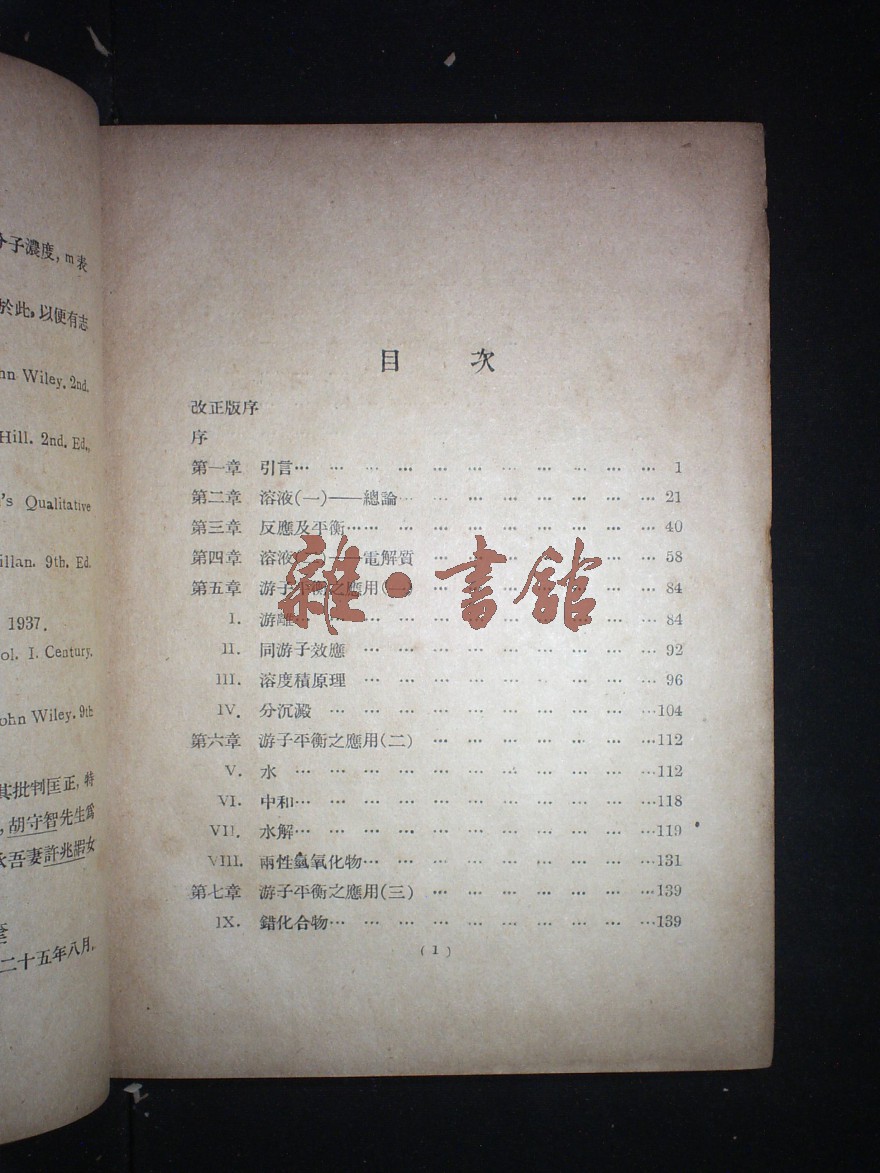 分子濃度, m表
於此,以便有志
hn Wiley. 2nd.
Hill. 2nd. Ed.,
's Qualitative
illan. 9th. Ed.
1937.
ol. I. Century.
ohn Wiley. 9th
其批判匡正, 特
,胡守智先生爲
吾妻許兆緞女
二十五年八月.
目 次
改正版序
序
第一章 引言… … … … … … … … … … … … 1
第二章 溶液(一)——總論 … … … … … … … … 21
第三章 反應及平衡… … … … … … … … … … 40
第四章 溶液(二)——電解質 … … … … … … … 58
第五章 游子平衡之應用(一) … … … … … … … 84
I. 游離… … … … … … … … … … … 84
II. 同游子效應 … … … … … … … … … 92
III. 溶度積原理 … … … … … … … … … 96
IV. 分沉澱 … … … … … … … … … …104
第六章 游子平衡之應用(二) … … … … … … …112
V. 水 … … … … … … … … … … …112
VI. 中和… … … … … … … … … … …118
VII. 水解… … … … … … … … … … …119
VIII. 兩性氫氧化物… … … … … … … … …131
第七章 游子平衡之應用(三) … … … … … … …139
IX. 錯化合物… … … … … … … … … …139
(1)
雜·書館